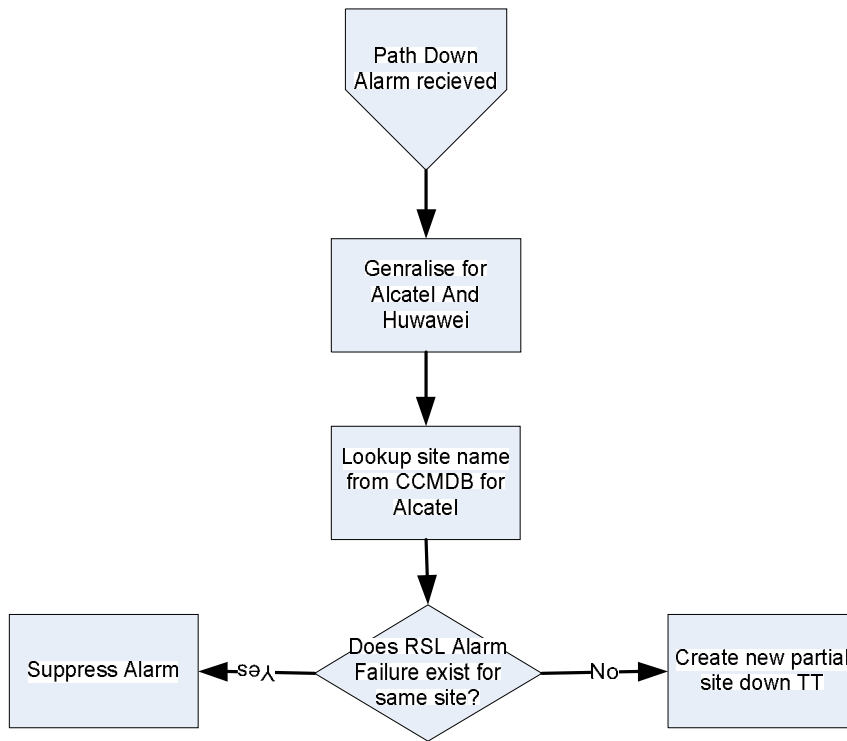 Path Down
Alarm recieved
Genralise for
Alcatel And
Huwawei
Lookup site name
from CCMDB for
Alcatel
Does RSL Alarm
Failure exist for
same site?
Yes
No
Suppress Alarm
Create new partial
site down TT